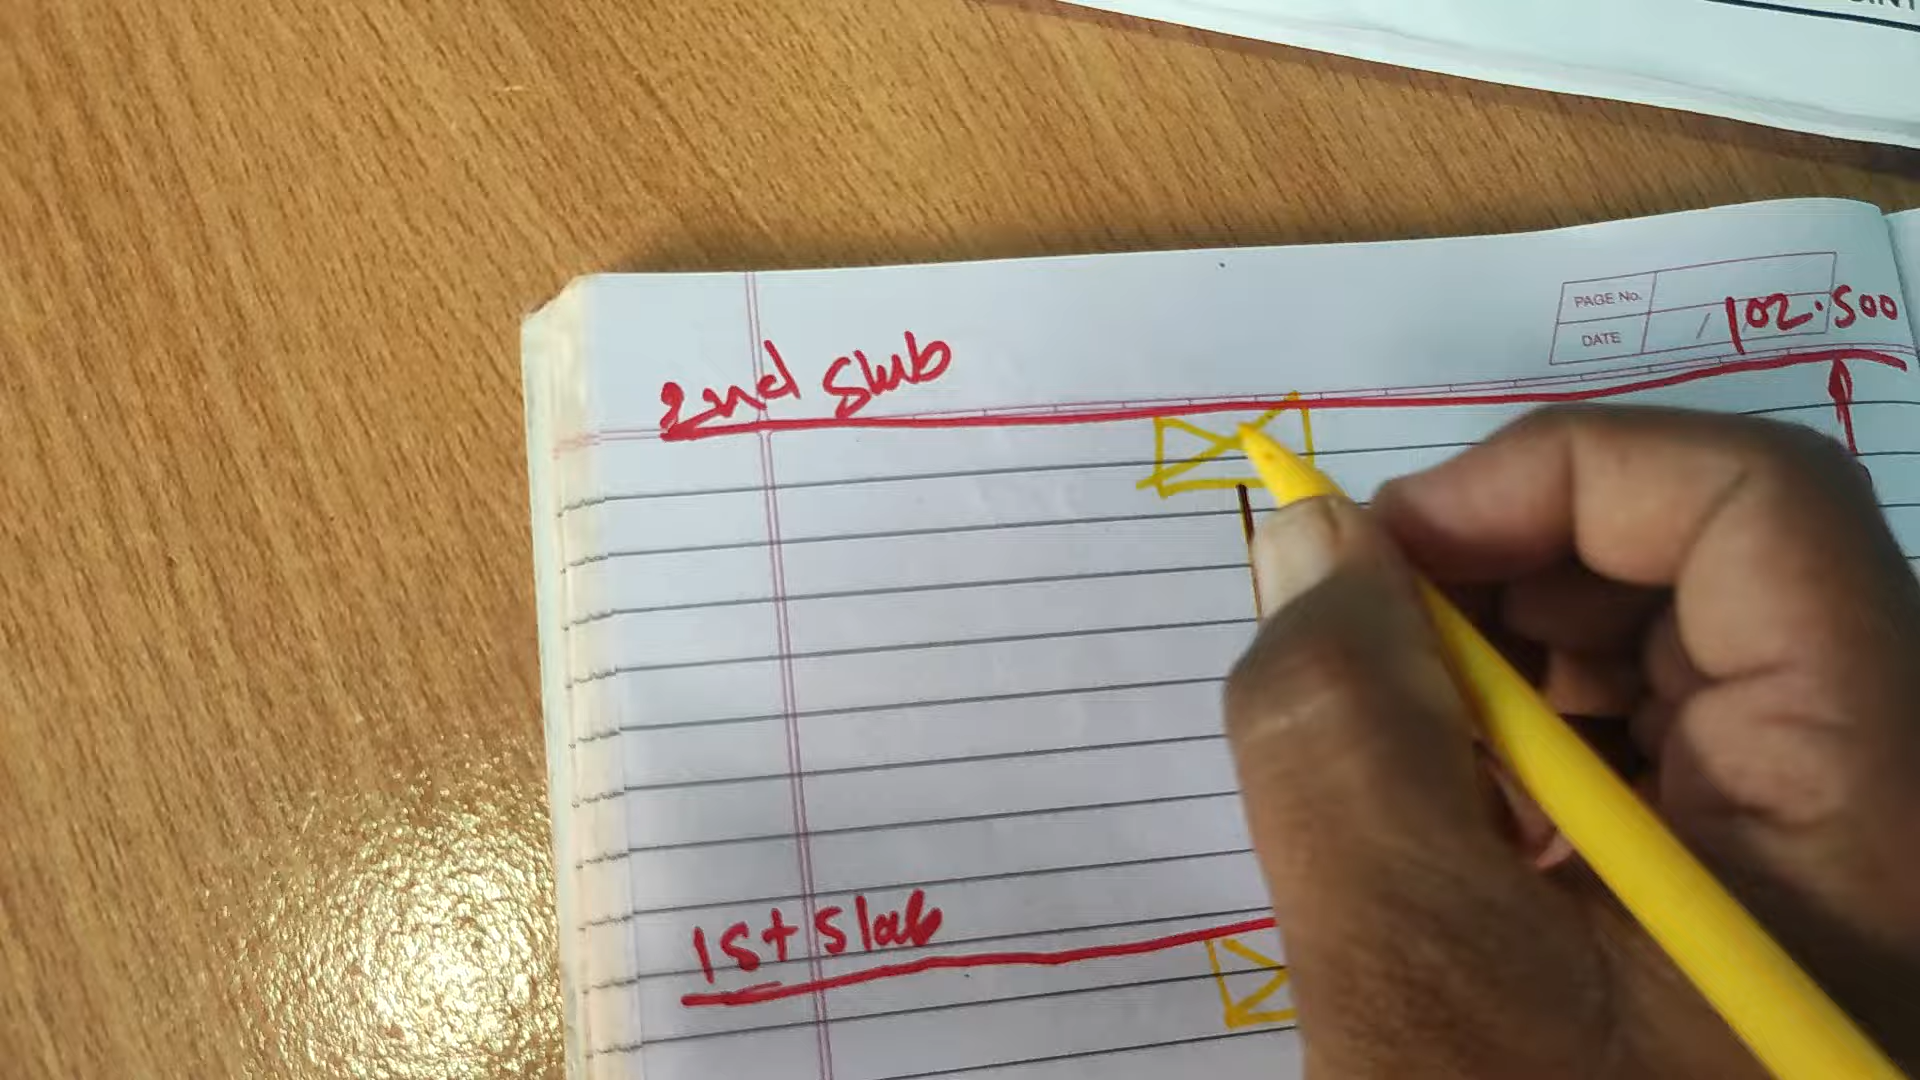 PAGE No.
DATE
102.500
2nd Slab
1st Slab